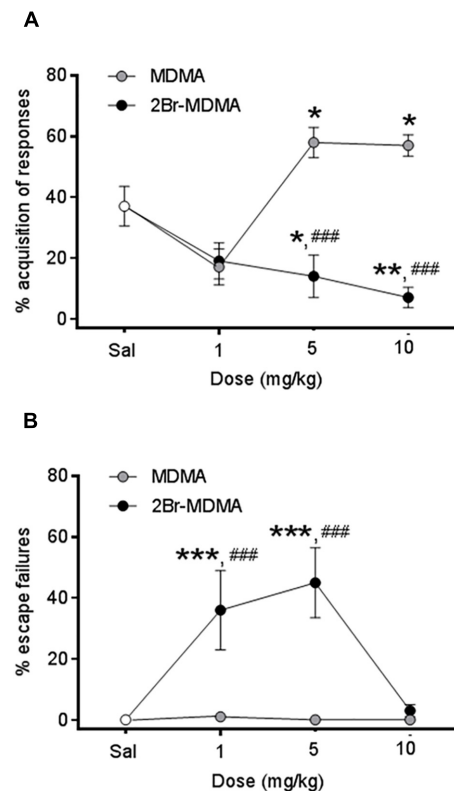 A
80
MDMA
2Br-MDMA
60
* *
40
*, ###
20
**, ###
0
Sal 1 5 10
Dose (mg/kg)
% acquisition of responses
B
80
MDMA
2Br-MDMA
60
***, ### ***, ###
40
20
0
Sal 1 5 10
Dose (mg/kg)
% escape failures